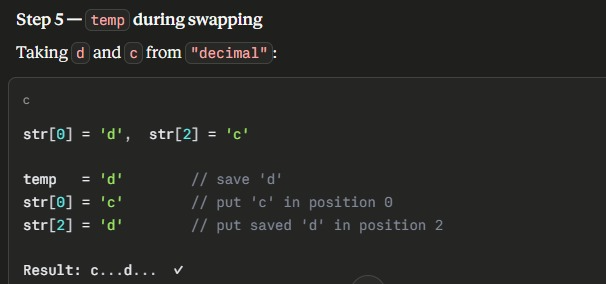 Step 5 — temp during swapping
Taking d and c from "decimal":
c
str[0] = 'd',  str[2] = 'c'
temp   = 'd'        // save 'd'
str[0] = 'c'        // put 'c' in position 0
str[2] = 'd'        // put saved 'd' in position 2
Result: c...d...  ✓